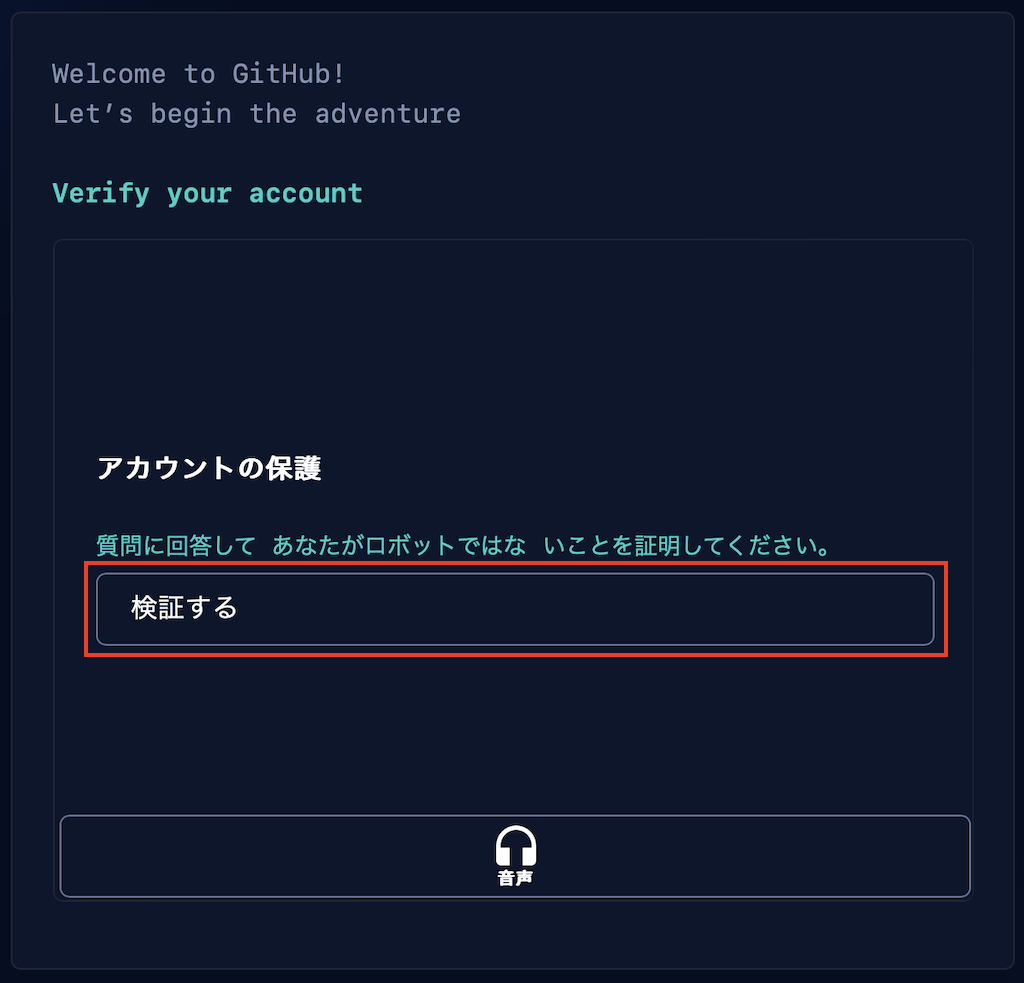 Welcome to GitHub!
Let's begin the adventure
Verify your account
アカウントの保護
質問に回答して あなたがロボットではな いことを証明してください。
検証する
音声